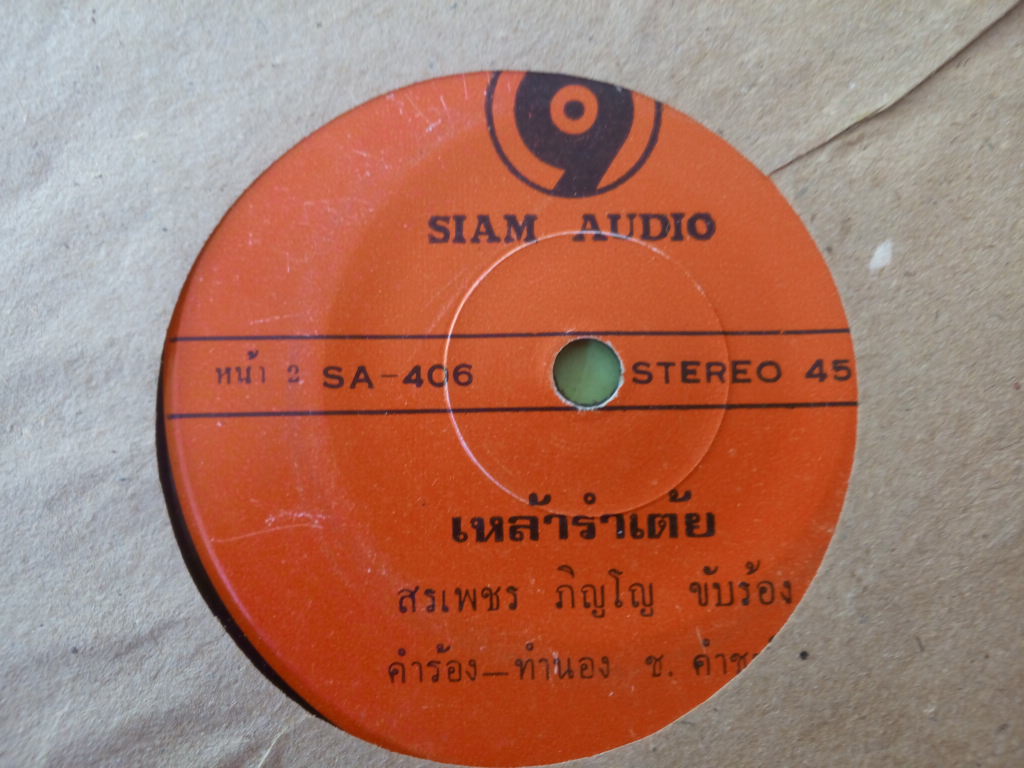 SIAM AUDIO
หน้า 2 SA-406 STEREO 45
เหล้ารำเต้ย
สรเพชร ภิญโญ ขับร้อง
คำร้อง—ทำนอง ช.